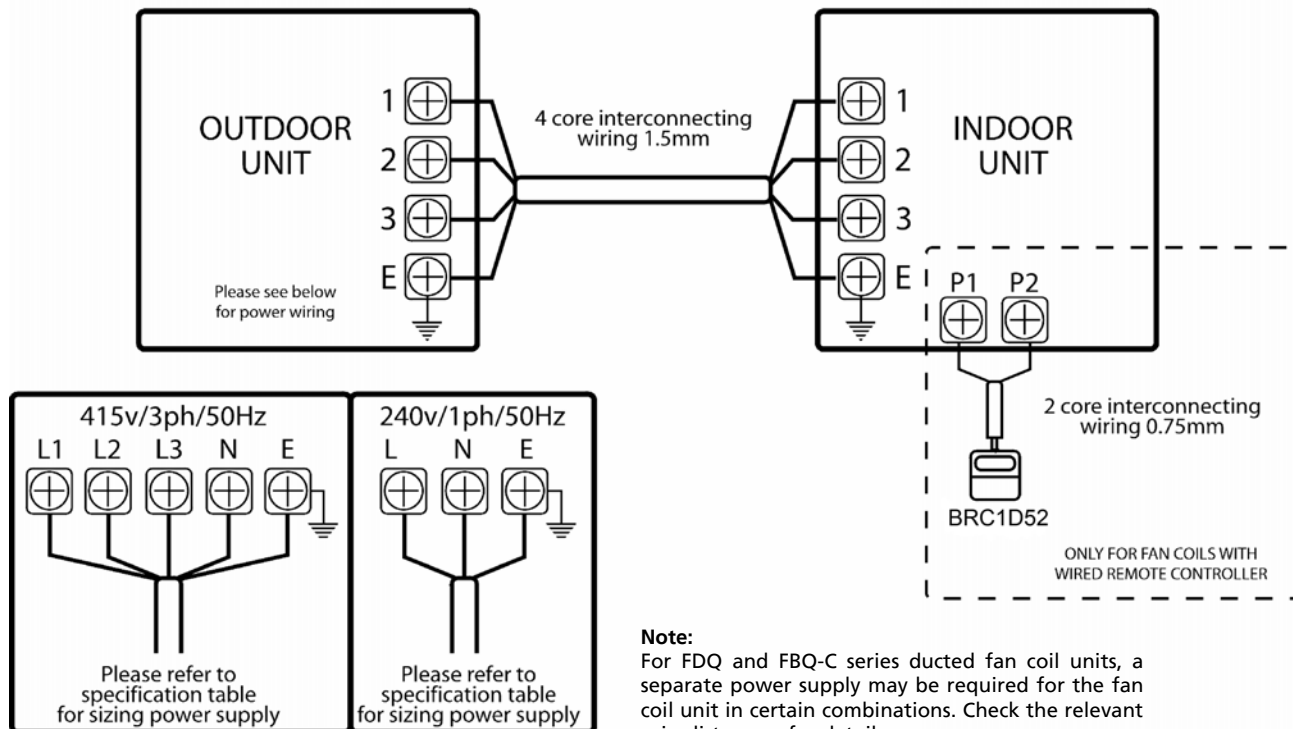 OUTDOOR
UNIT
1
2
3
E
Please see below
for power wiring
4 core interconnecting
wiring 1.5mm
INDOOR
UNIT
1
2
3
E
P1 P2
2 core interconnecting
wiring 0.75mm
BRC1D52
ONLY FOR FAN COILS WITH
WIRED REMOTE CONTROLLER
415v/3ph/50Hz
L1 L2 L3 N E
Please refer to
specification table
for sizing power supply
240v/1ph/50Hz
L N E
Please refer to
specification table
for sizing power supply
Note:
For FDQ and FBQ-C series ducted fan coil units, a
separate power supply may be required for the fan
coil unit in certain combinations. Check the relevant